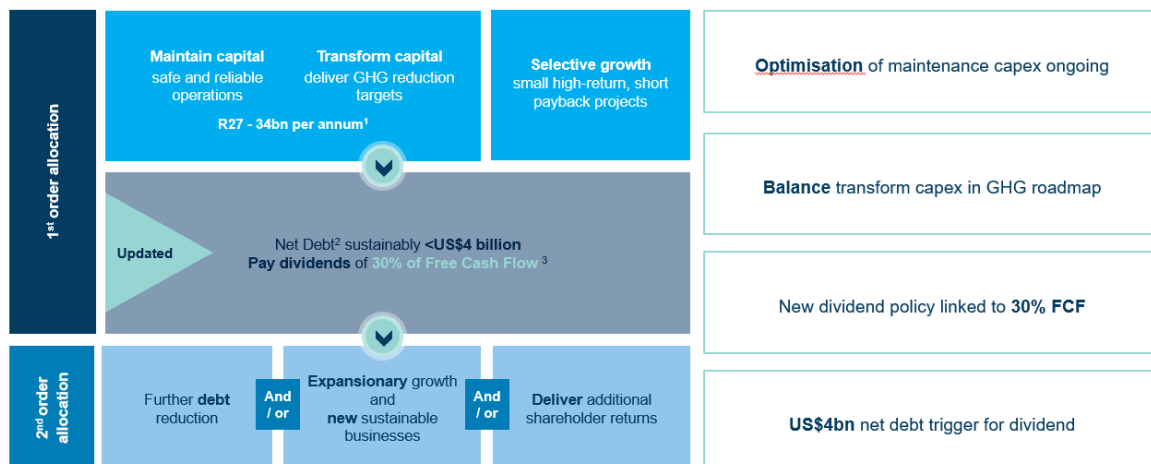 1st order allocation
Maintain capital
safe and reliable
operations
Transform capital
deliver GHG reduction
targets
R27 - 34bn per annum1
Selective growth
small high-return, short
payback projects
Updated
Net Debt2 sustainably <US$4 billion
Pay dividends of 30% of Free Cash Flow 3
2nd order
allocation
Further debt
reduction
And
/ or
Expansionary growth
and
new sustainable
businesses
And
/ or
Deliver additional
shareholder returns
Optimisation of maintenance capex ongoing
Balance transform capex in GHG roadmap
New dividend policy linked to 30% FCF
US$4bn net debt trigger for dividend